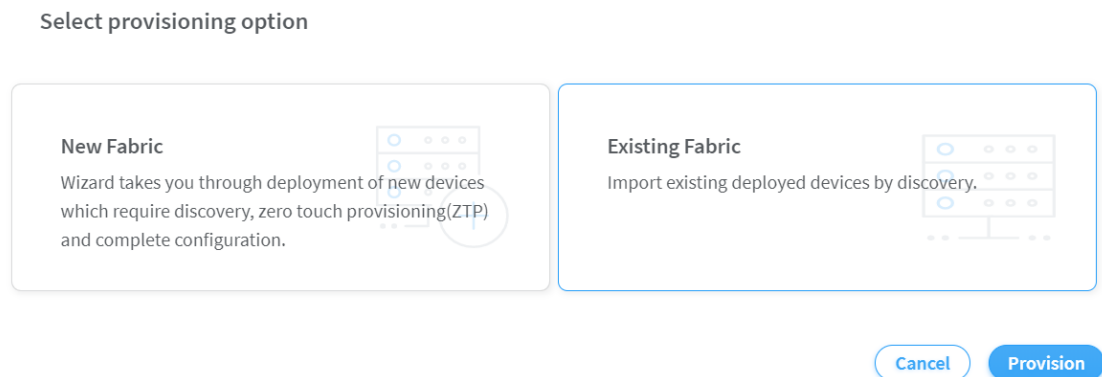 Select provisioning option
New Fabric
Wizard takes you through deployment of new devices
which require discovery, zero touch provisioning(ZTP)
and complete configuration.
Existing Fabric
Import existing deployed devices by discovery.
Cancel
Provision